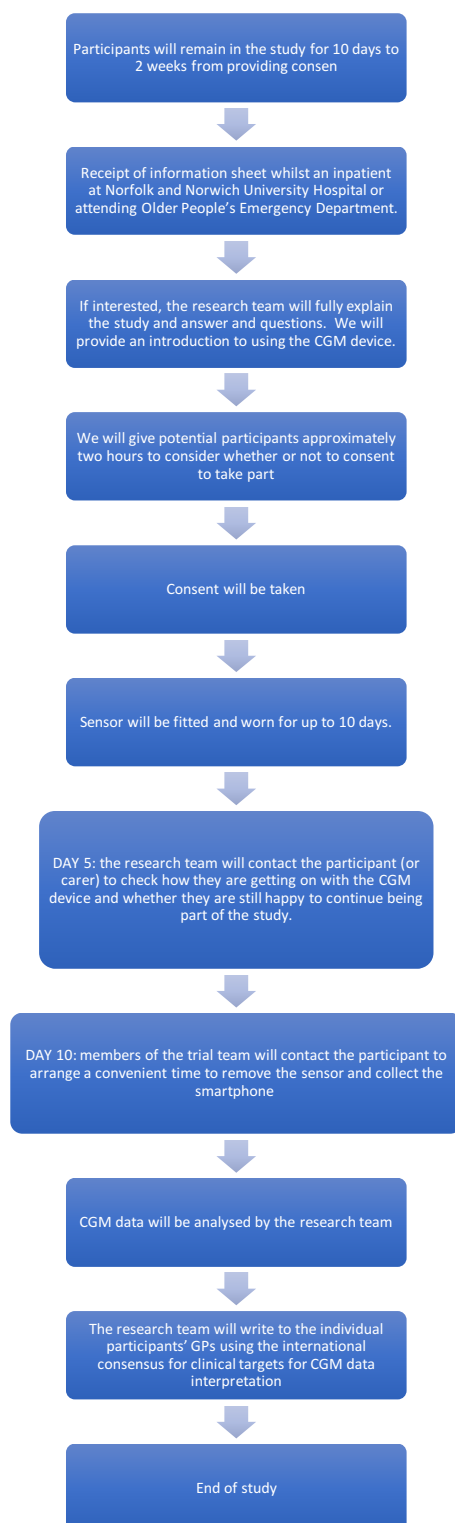 Participants will remain in the study for 10 days to
2 weeks from providing consen
Receipt of information sheet whilst an inpatient
at Norfolk and Norwich University Hospital or
attending Older People’s Emergency Department.
If interested, the research team will fully explain
the study and answer and questions.  We will
provide an introduction to using the CGM device.
We will give potential participants approximately
two hours to consider whether or not to consent
to take part
Consent will be taken
Sensor will be fitted and worn for up to 10 days.
DAY 5: the research team will contact the participant (or
carer) to check how they are getting on with the CGM
device and whether they are still happy to continue being
part of the study.
DAY 10: members of the trial team will contact the participant to
arrange a convenient time to remove the sensor and collect the
smartphone
CGM data will be analysed by the research team
The research team will write to the individual
participants’ GPs using the international
consensus for clinical targets for CGM data
interpretation
End of study